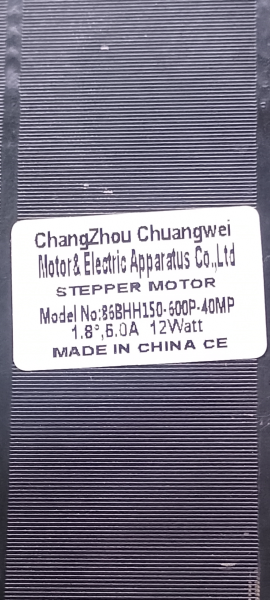 ChangZhou Chuangwei
Motor& Electric Apparatus Co.,Ltd
STEPPER MOTOR
Model No:86BHH150-600P-40MP
1.8°,6.0A 12Watt
MADE IN CHINA CE